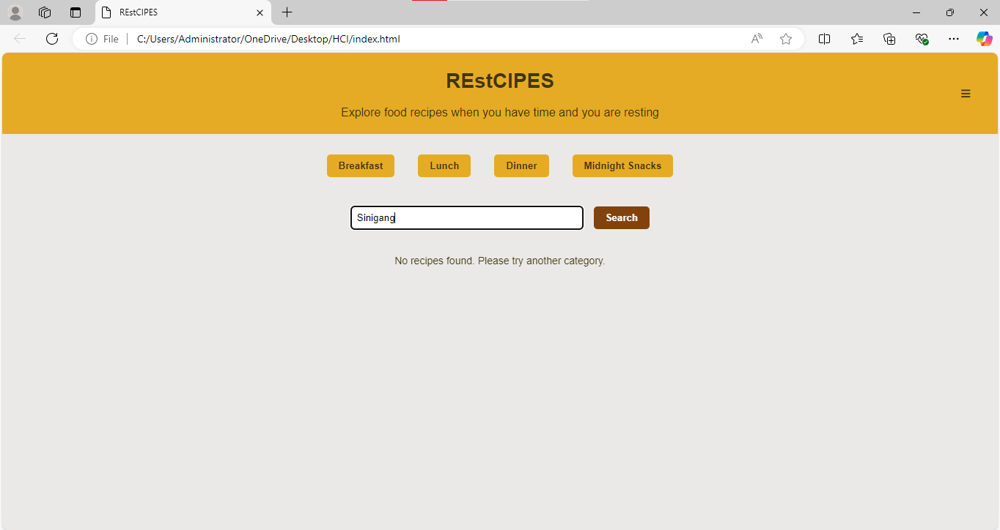 REstCIPES
File C:/Users/Administrator/OneDrive/Desktop/HCI/index.html
REstCIPES
Explore food recipes when you have time and you are resting
Breakfast Lunch Dinner Midnight Snacks
Sinigang Search
No recipes found. Please try another category.